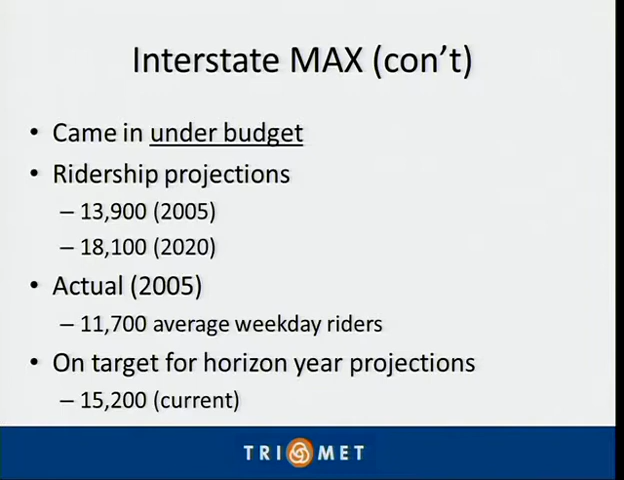 Interstate MAX (con't)
• Came in under budget
• Ridership projections
– 13,900 (2005)
– 18,100 (2020)
• Actual (2005)
– 11,700 average weekday riders
• On target for horizon year projections
– 15,200 (current)
TRI MET